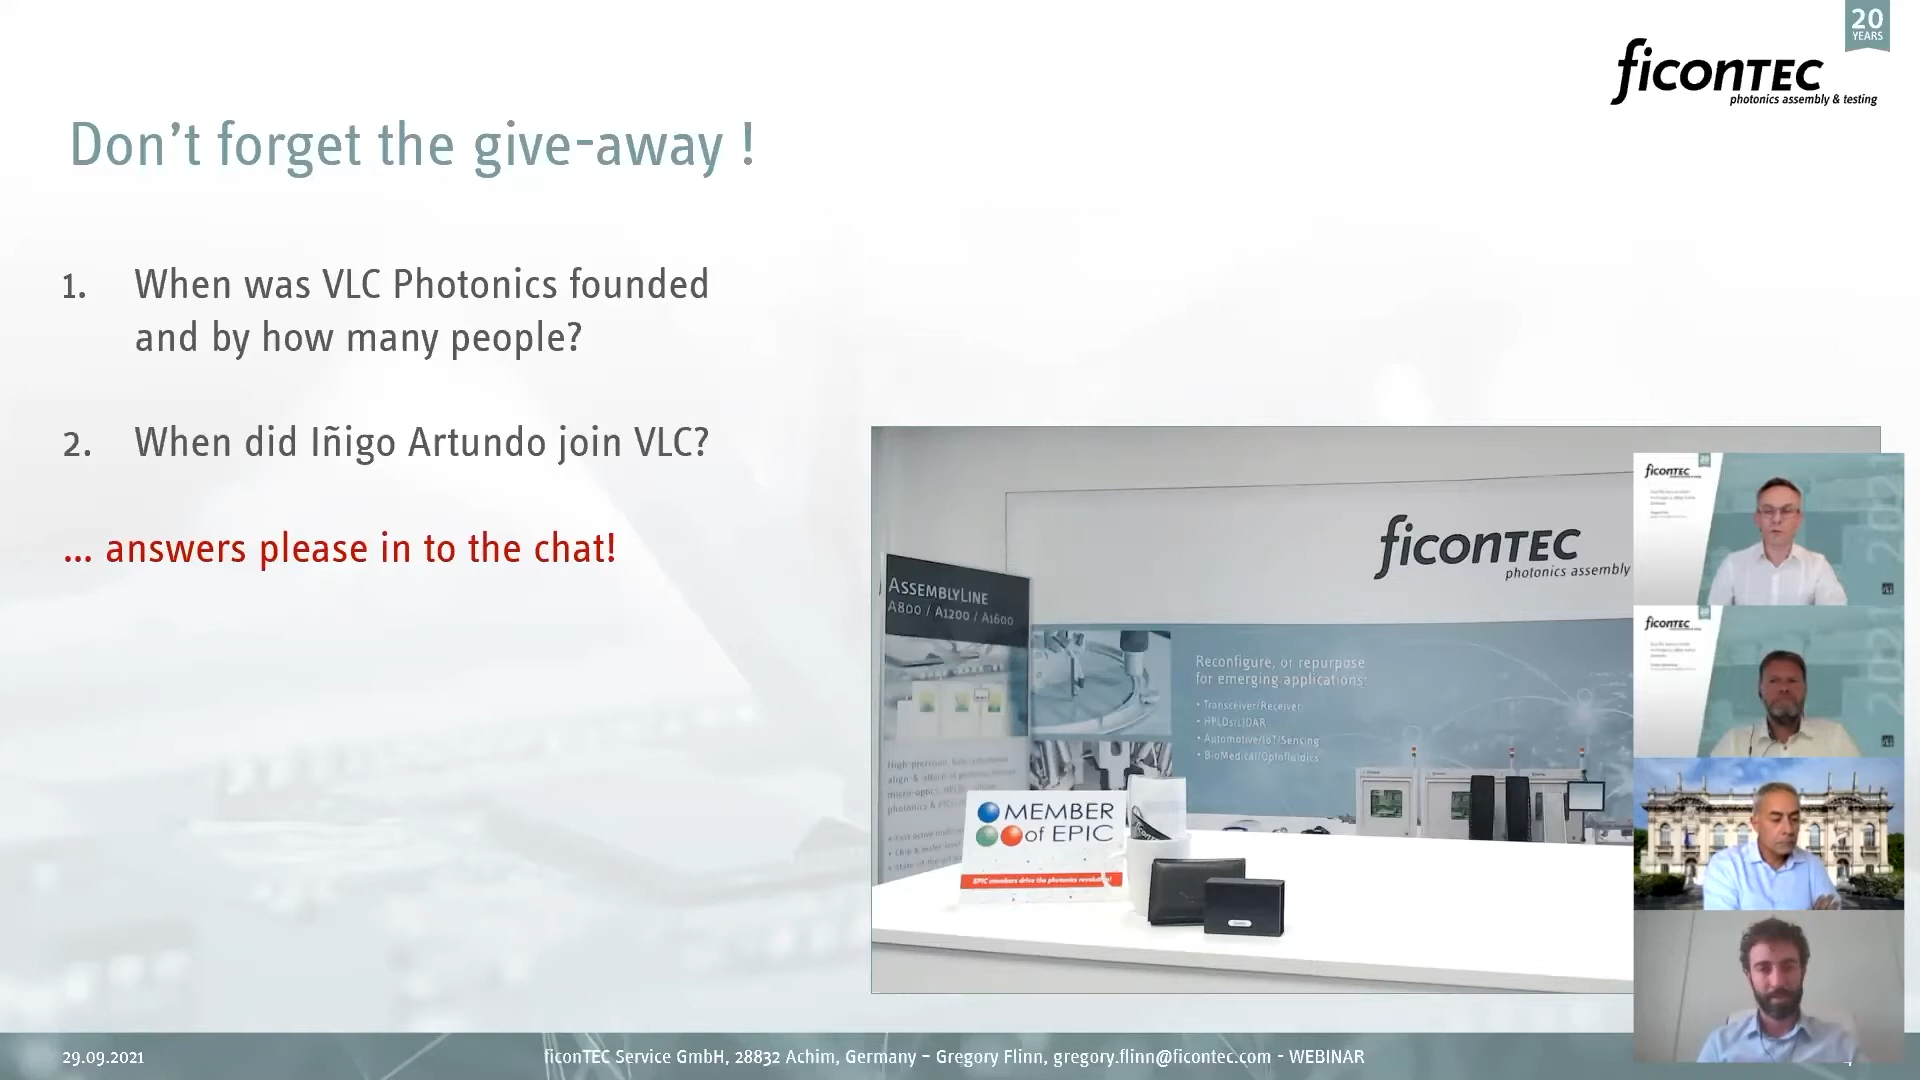 20
YEARS
ficonTEC
photonics assembly & testing
Don't forget the give-away !
1. When was VLC Photonics founded
and by how many people?
2. When did Iñigo Artundo join VLC?
... answers please in to the chat!
ficonTEC
photonics assembly
ASSEMBLYLINE
A800 / A1200 / A1600
Reconfigure, or repurpose
for emerging applications:
• Transceiver/Receiver
• HPLDs/LIDAR
• Automotive/IoT/Sensing
• BioMedical/Optofluidics
MEMBER
of EPIC
EPIC members drive the photonics revolution!
ficonTEC
ficonTEC
29.09.2021
ficonTEC Service GmbH, 28832 Achim, Germany – Gregory Flinn, gregory.flinn@ficontec.com - WEBINAR